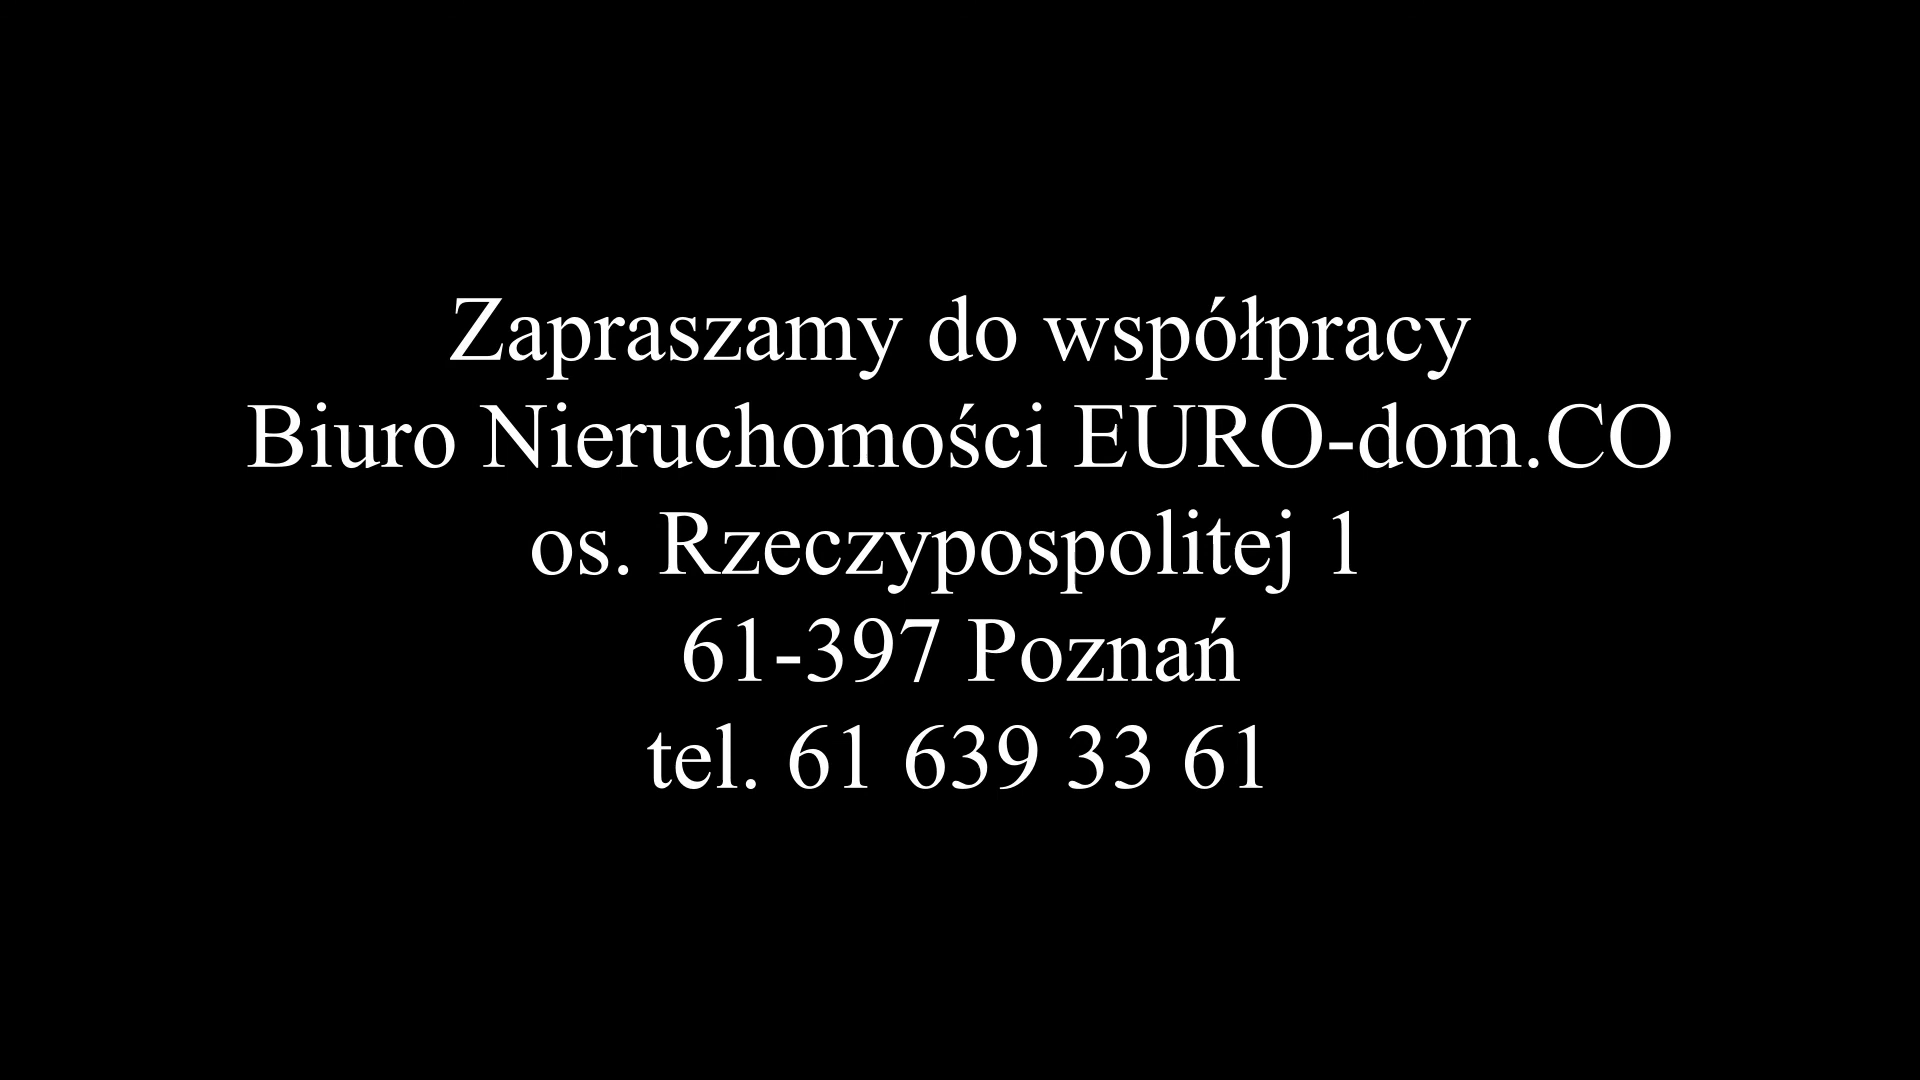 Zapraszamy do współpracy
Biuro Nieruchomości EURO-dom.CO
os. Rzeczypospolitej 1
61-397 Poznań
tel. 61 639 33 61